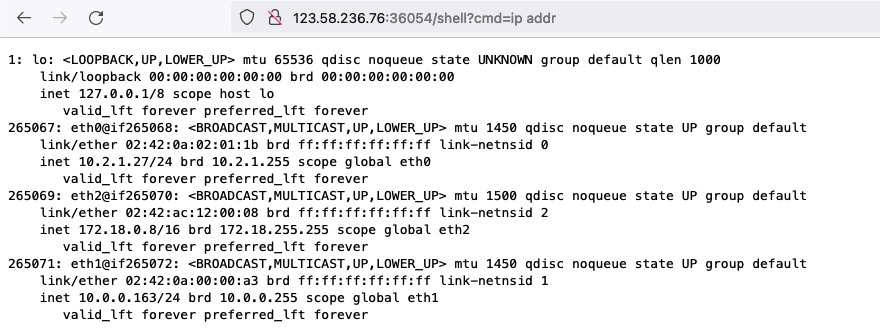 123.58.236.76:36054/shell?cmd=ip addr
1: lo: <LOOPBACK,UP,LOWER_UP> mtu 65536 qdisc noqueue state UNKNOWN group default qlen 1000
link/loopback 00:00:00:00:00:00 brd 00:00:00:00:00:00
inet 127.0.0.1/8 scope host lo
valid_lft forever preferred_lft forever
265067: eth0@if265068: <BROADCAST,MULTICAST,UP,LOWER_UP> mtu 1450 qdisc noqueue state UP group default
link/ether 02:42:0a:02:01:1b brd ff:ff:ff:ff:ff:ff link-netnsid 0
inet 10.2.1.27/24 brd 10.2.1.255 scope global eth0
valid_lft forever preferred_lft forever
265069: eth2@if265070: <BROADCAST,MULTICAST,UP,LOWER_UP> mtu 1500 qdisc noqueue state UP group default
link/ether 02:42:ac:12:00:08 brd ff:ff:ff:ff:ff:ff link-netnsid 2
inet 172.18.0.8/16 brd 172.18.255.255 scope global eth2
valid_lft forever preferred_lft forever
265071: eth1@if265072: <BROADCAST,MULTICAST,UP,LOWER_UP> mtu 1450 qdisc noqueue state UP group default
link/ether 02:42:0a:00:00:a3 brd ff:ff:ff:ff:ff:ff link-netnsid 1
inet 10.0.0.163/24 brd 10.0.0.255 scope global eth1
valid_lft forever preferred_lft forever